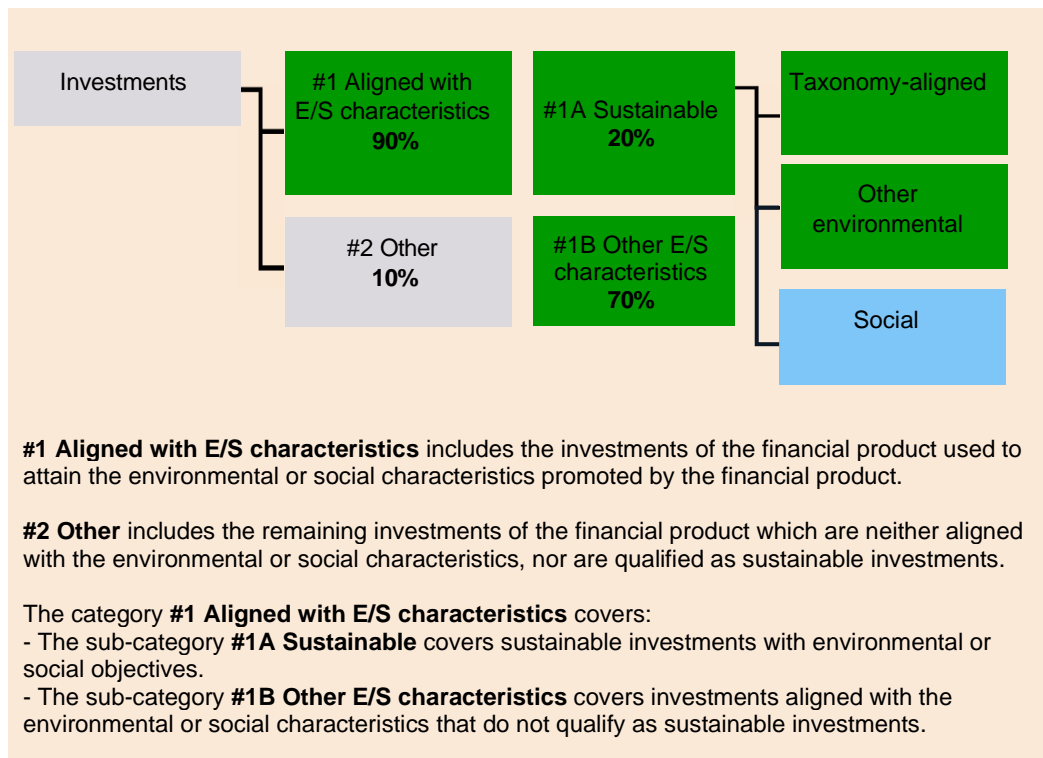 Investments
#1 Aligned with
E/S characteristics
90%
#2 Other
10%
#1A Sustainable
20%
#1B Other E/S
characteristics
70%
Taxonomy-aligned
Other
environmental
Social
#1 Aligned with E/S characteristics includes the investments of the financial product used to
attain the environmental or social characteristics promoted by the financial product.
#2 Other includes the remaining investments of the financial product which are neither aligned
with the environmental or social characteristics, nor are qualified as sustainable investments.
The category #1 Aligned with E/S characteristics covers:
- The sub-category #1A Sustainable covers sustainable investments with environmental or
social objectives.
- The sub-category #1B Other E/S characteristics covers investments aligned with the
environmental or social characteristics that do not qualify as sustainable investments.